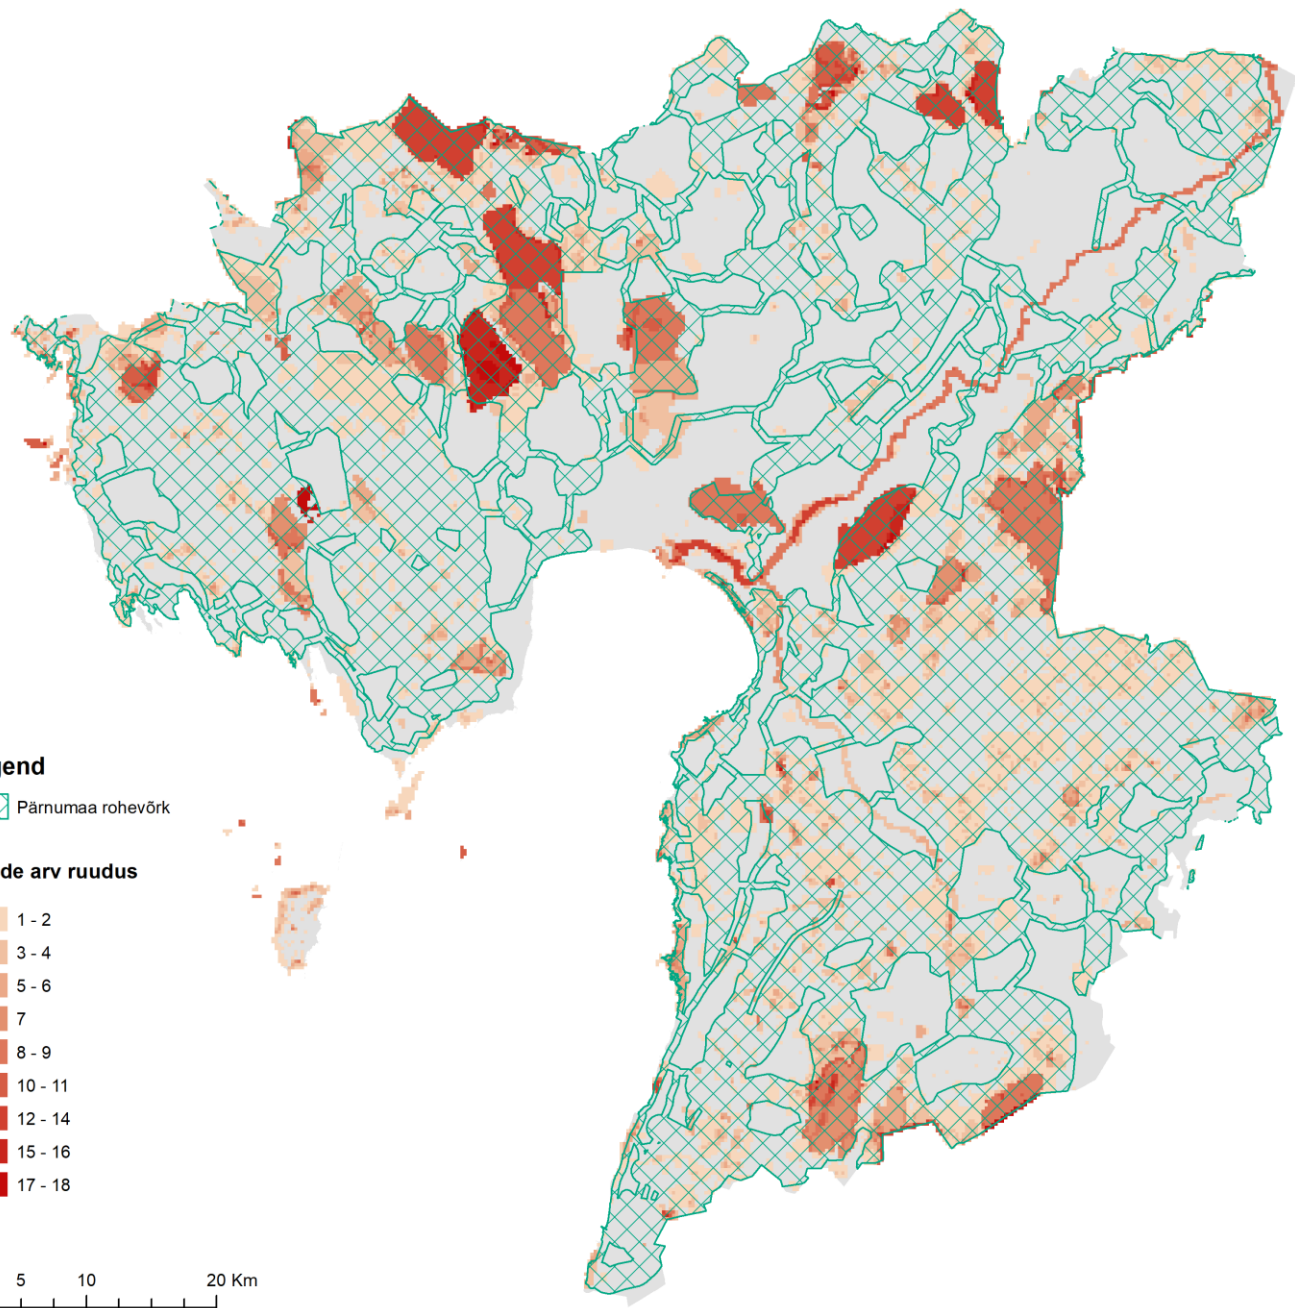 gend
Pärnumaa rohevõrk
de arv ruudus
1 - 2
3 - 4
5 - 6
7
8 - 9
10 - 11
12 - 14
15 - 16
17 - 18
5 10 20 Km